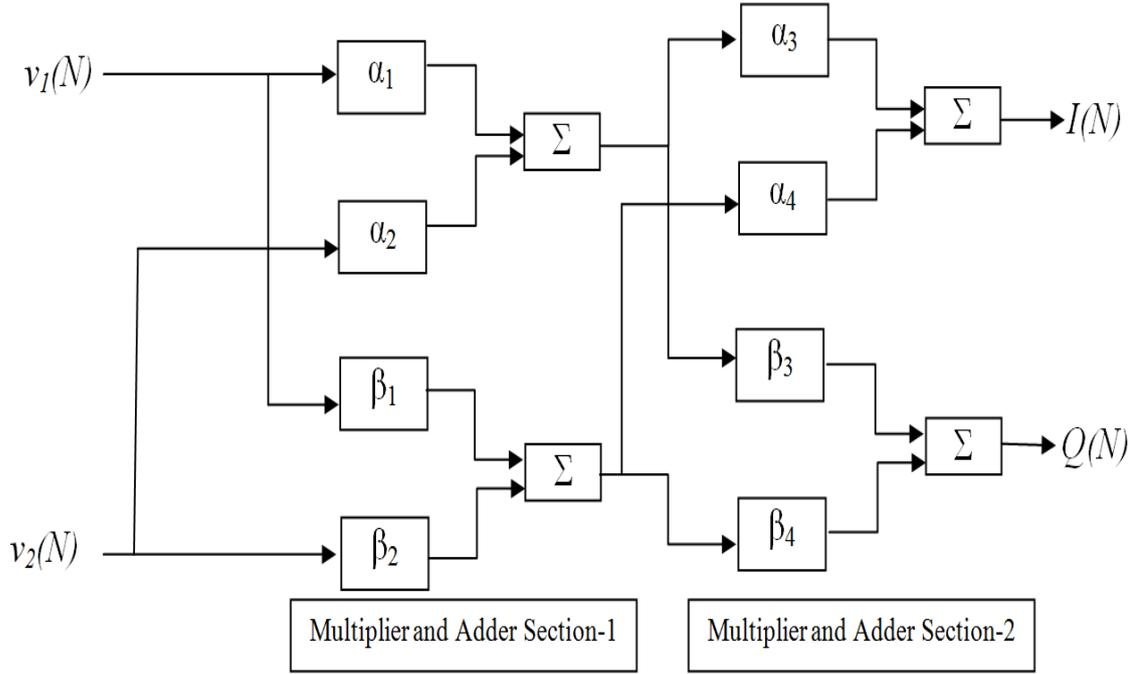 v₁(N)
α₁
Σ
α₂
β₁
Σ
v₂(N)
β₂
α₃
Σ
I(N)
α₄
β₃
Σ
Q(N)
β₄
Multiplier and Adder Section-1
Multiplier and Adder Section-2